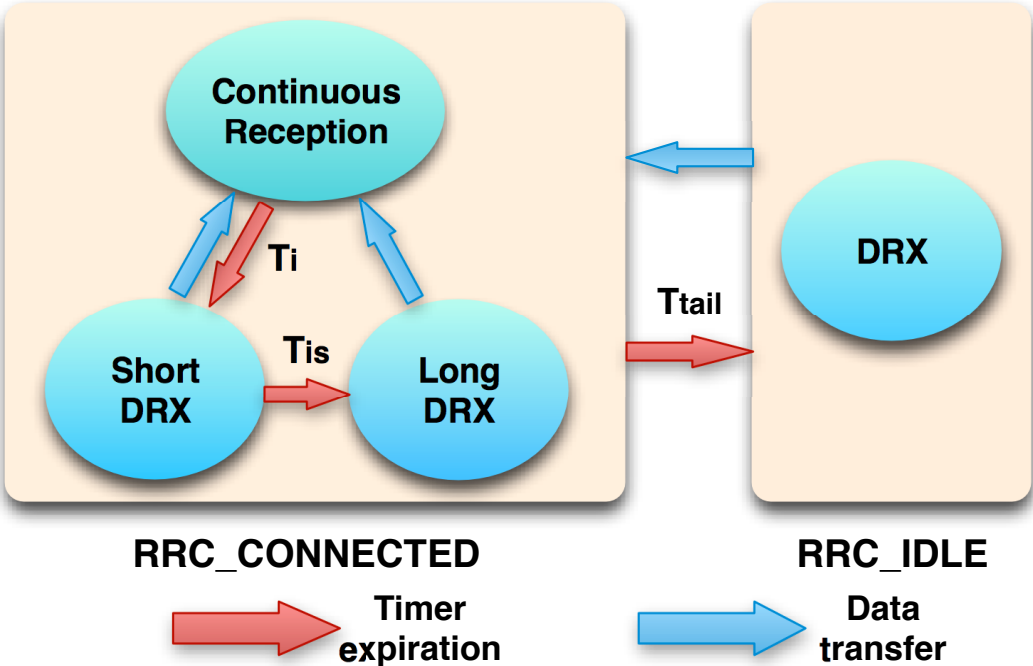 Continuous
Reception
Ti
Short
DRX
Tis
Long
DRX
Ttail
DRX
RRC_CONNECTED
RRC_IDLE
Timer
expiration
Data
transfer